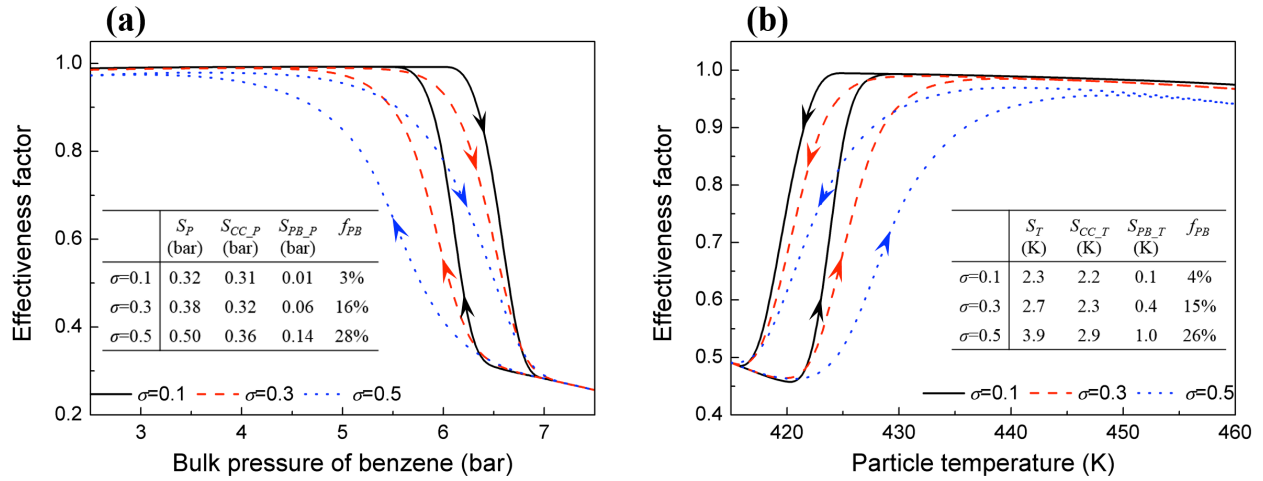 (a)
1.0
0.8
0.6
0.4
0.2
Effectiveness factor
S_P S_CC_P S_PB_P f_PB
(bar) (bar) (bar)
σ=0.1 0.32 0.31 0.01 3%
σ=0.3 0.38 0.32 0.06 16%
σ=0.5 0.50 0.36 0.14 28%
σ=0.1 σ=0.3 σ=0.5
3 4 5 6 7
Bulk pressure of benzene (bar)
(b)
1.0
0.9
0.8
0.7
0.6
0.5
0.4
Effectiveness factor
S_T S_CC_T S_PB_T f_PB
(K) (K) (K)
σ=0.1 2.3 2.2 0.1 4%
σ=0.3 2.7 2.3 0.4 15%
σ=0.5 3.9 2.9 1.0 26%
σ=0.1 σ=0.3 σ=0.5
420 430 440 450 460
Particle temperature (K)